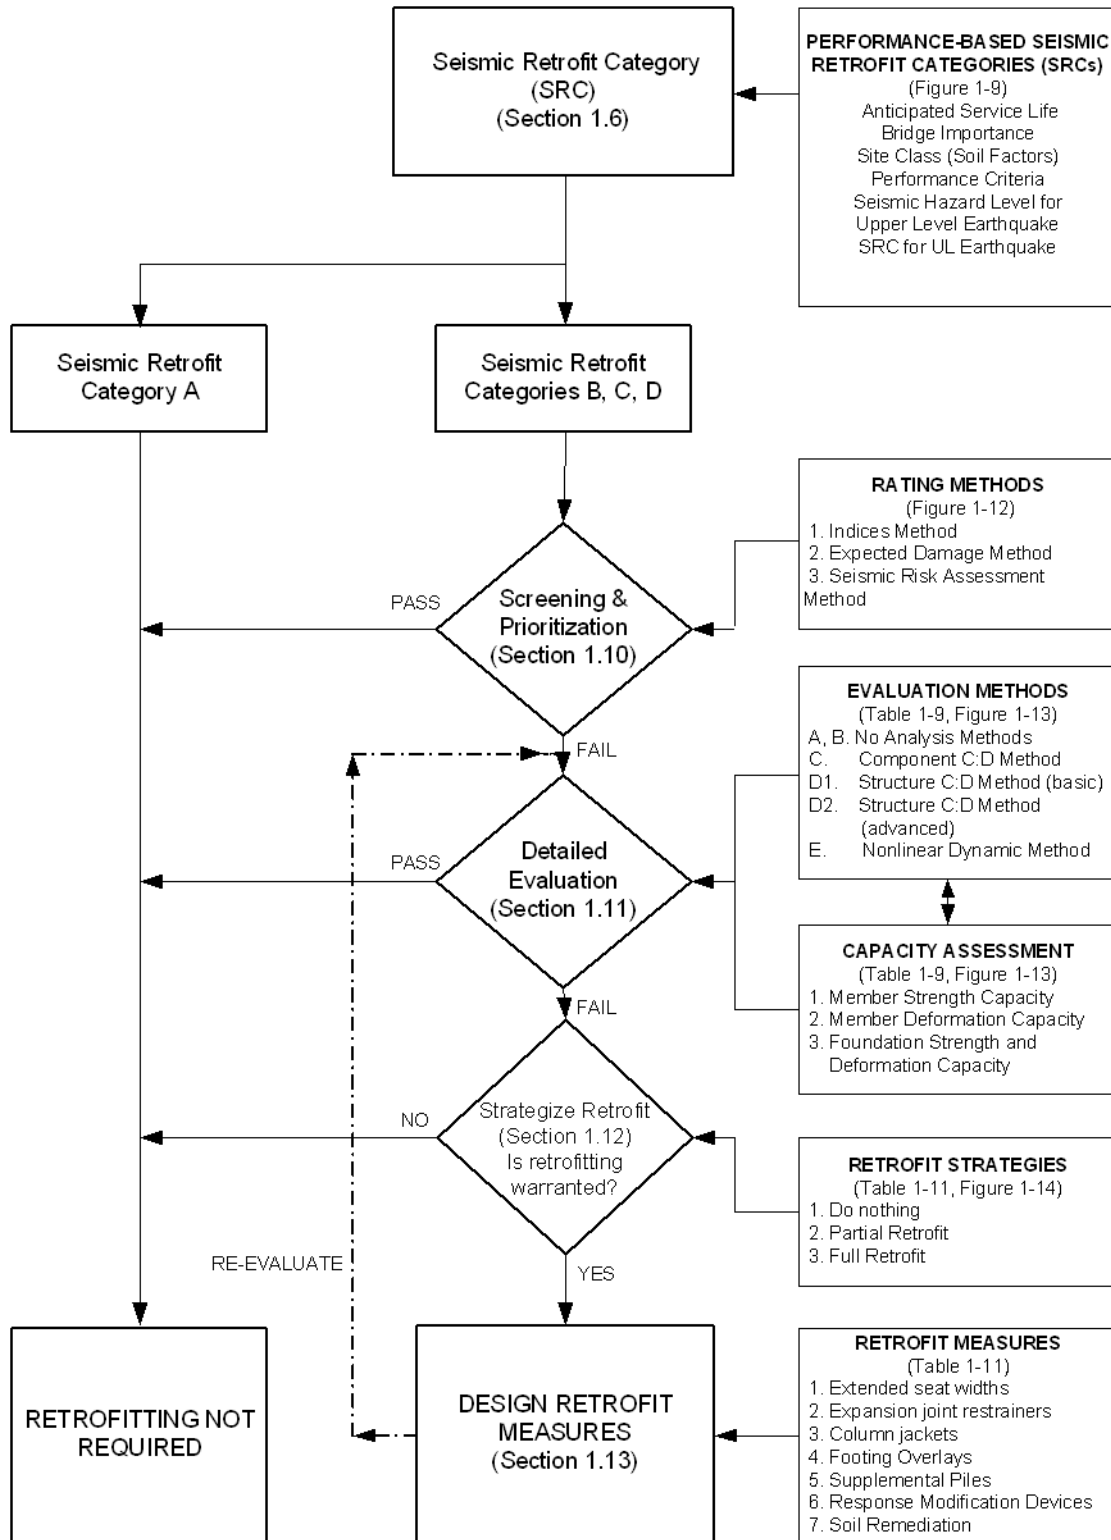 Seismic Retrofit Category
(SRC)
(Section 1.6)
PERFORMANCE-BASED SEISMIC
RETROFIT CATEGORIES (SRCs)
(Figure 1-9)
Anticipated Service Life
Bridge Importance
Site Class (Soil Factors)
Performance Criteria
Seismic Hazard Level for
Upper Level Earthquake
SRC for UL Earthquake
Seismic Retrofit
Category A
Seismic Retrofit
Categories B, C, D
RATING METHODS
(Figure 1-12)
1. Indices Method
2. Expected Damage Method
3. Seismic Risk Assessment
Method
PASS
Screening &
Prioritization
(Section 1.10)
FAIL
EVALUATION METHODS
(Table 1-9, Figure 1-13)
A, B. No Analysis Methods
C. Component C:D Method
D1. Structure C:D Method (basic)
D2. Structure C:D Method
(advanced)
E. Nonlinear Dynamic Method
PASS
Detailed
Evaluation
(Section 1.11)
FAIL
CAPACITY ASSESSMENT
(Table 1-9, Figure 1-13)
1. Member Strength Capacity
2. Member Deformation Capacity
3. Foundation Strength and
Deformation Capacity
NO
Strategize Retrofit
(Section 1.12)
Is retrofitting
warranted?
YES
RETROFIT STRATEGIES
(Table 1-11, Figure 1-14)
1. Do nothing
2. Partial Retrofit
3. Full Retrofit
RE-EVALUATE
RETROFITTING NOT
REQUIRED
DESIGN RETROFIT
MEASURES
(Section 1.13)
RETROFIT MEASURES
(Table 1-11)
1. Extended seat widths
2. Expansion joint restrainers
3. Column jackets
4. Footing Overlays
5. Supplemental Piles
6. Response Modification Devices
7. Soil Remediation